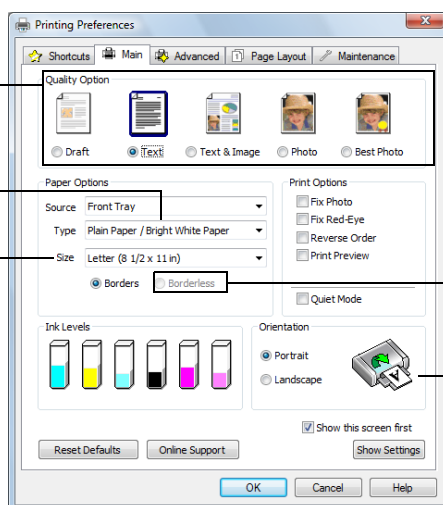 Printing Preferences
Shortcuts Main Advanced 1 Page Layout Maintenance
Quality Option
Draft Text Text & Image Photo Best Photo
Paper Options
Source Front Tray
Type Plain Paper / Bright White Paper
Size Letter (8 1/2 x 11 in)
Borders Borderless
Print Options
Fix Photo
Fix Red-Eye
Reverse Order
Print Preview
Quiet Mode
Ink Levels
Orientation
Portrait
Landscape
A
Show this screen first
Reset Defaults Online Support Show Settings
OK Cancel Help